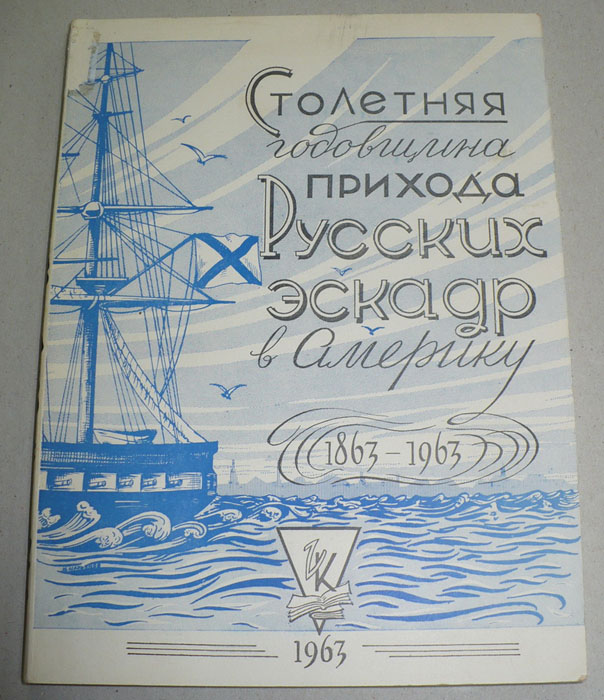 Столетняя
годовщина
прихода
Русских
эскадр
в Америку
1863 – 1963
1963